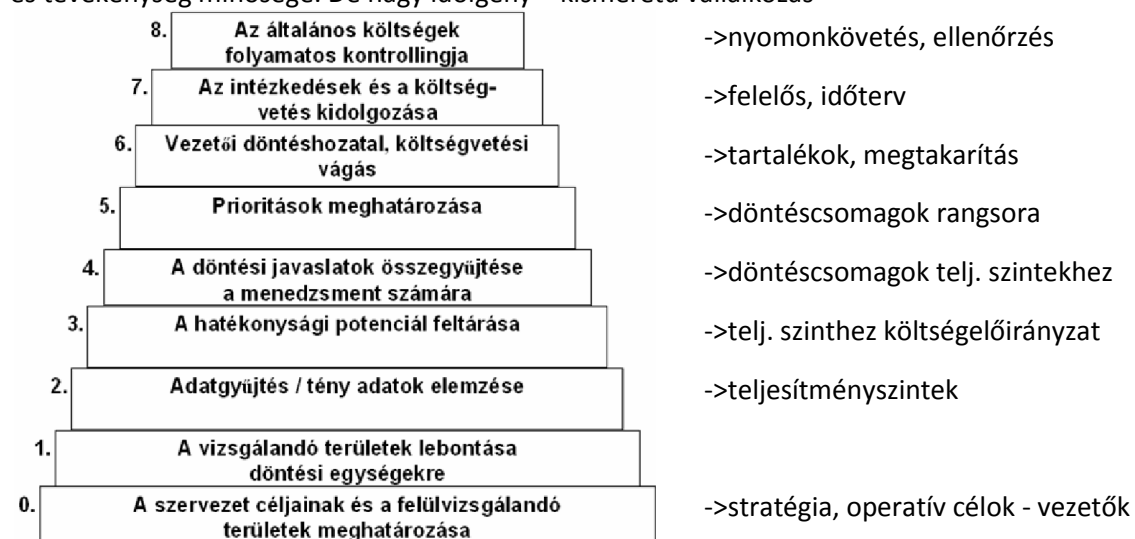 és tevékenység minősége. De nagy időigény – kisméretű vállalkozás
8. Az általános költségek ->nyomonkövetés, ellenőrzés
folyamatos kontrollingja
7. Az intézkedések és a költség- ->felelős, időterv
vetés kidolgozása
6. Vezetői döntéshozatal, költségvetési ->tartalékok, megtakarítás
vágás
5. Prioritások meghatározása ->döntéscsomagok rangsora
4. A döntési javaslatok összegyűjtése ->döntéscsomagok telj. szintekhez
a menedzsment számára
3. A hatékonysági potenciál feltárása ->telj. szinthez költségelőirányzat
2. Adatgyűjtés / tény adatok elemzése ->teljesítményszintek
1. A vizsgálandó területek lebontása
döntési egységekre
0. A szervezet céljainak és a felülvizsgálandó ->stratégia, operatív célok - vezetők
területek meghatározása